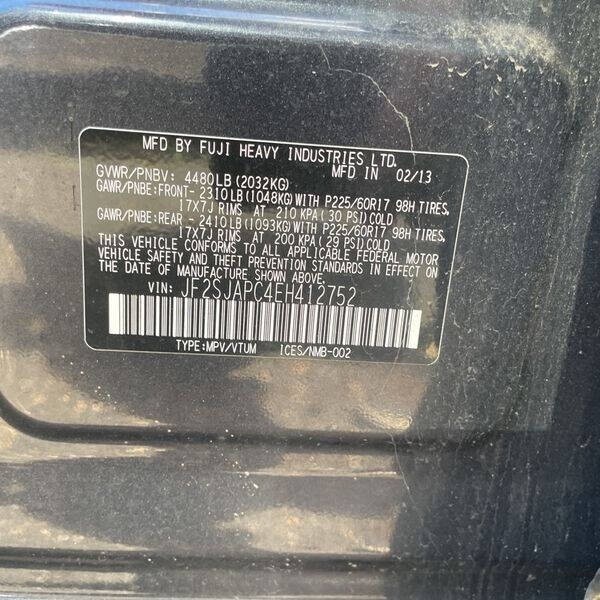 MFD BY FUJI HEAVY INDUSTRIES LTD.
MFD IN 02/13
GVWR/PNBV: 4480LB(2032KG)
GAWR/PNBE:FRONT- 2310LB(1048KG)WITH P225/60R17 98H TIRES,
17X7J RIMS AT 210 KPA( 30 PSI)COLD
GAWR/PNBE:REAR - 2410LB(1093KG)WITH P225/60R17 98H TIRES,
17X7J RIMS AT 200 KPA( 29 PSI)COLD
THIS VEHICLE CONFORMS TO ALL APPLICABLE FEDERAL MOTOR
VEHICLE SAFETY AND THEFT PREVENTION STANDARDS IN EFFECT
ON THE DATE OF MANUFACTURE SHOWN ABOVE.
VIN: JF2SJAPC4EH412752
TYPE:MPV/VTUM ICES/NMB-002